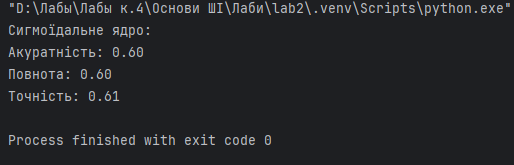 "D:\Лабы\Лабы к.4\Основи ШІ\Лаби\lab2\.venv\Scripts\python.exe"
Сигмоїдальне ядро:
Акуратність: 0.60
Повнота: 0.60
Точність: 0.61
Process finished with exit code 0